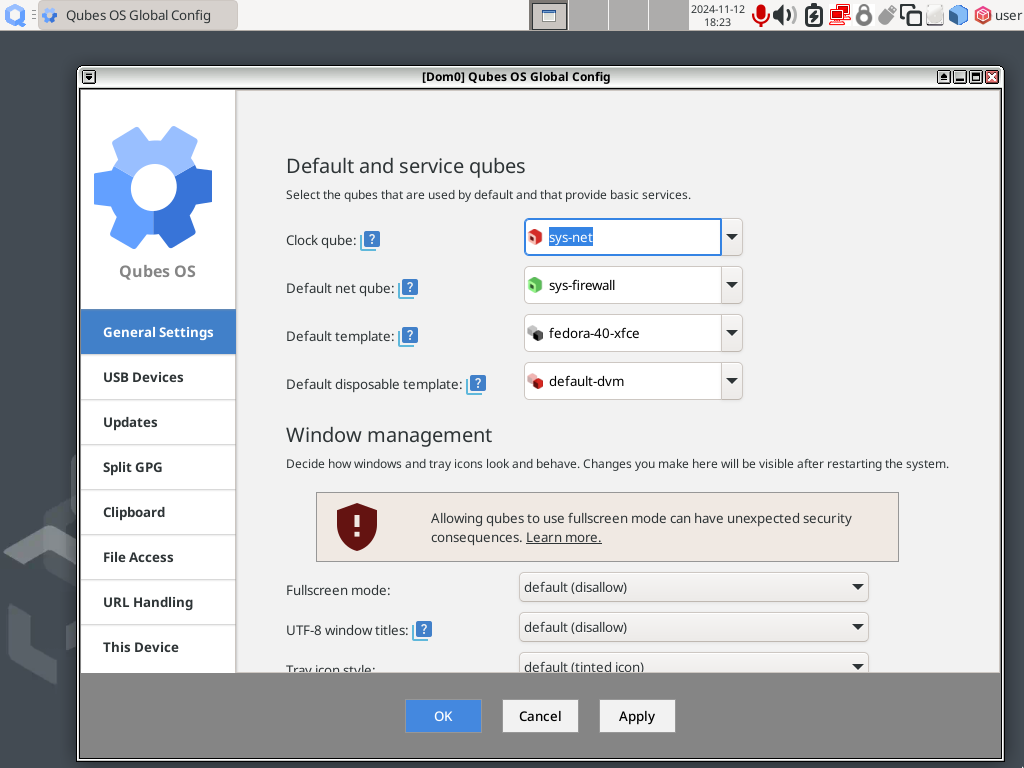 Qubes OS Global Config
2024-11-12
18:23
user
[Dom0] Qubes OS Global Config
Qubes OS
General Settings
USB Devices
Updates
Split GPG
Clipboard
File Access
URL Handling
This Device
Default and service qubes
Select the qubes that are used by default and that provide basic services.
Clock qube: ? sys-net
Default net qube: ? sys-firewall
Default template: ? fedora-40-xfce
Default disposable template: ? default-dvm
Window management
Decide how windows and tray icons look and behave. Changes you make here will be visible after restarting the system.
Allowing qubes to use fullscreen mode can have unexpected security
consequences. Learn more.
Fullscreen mode: default (disallow)
UTF-8 window titles: ? default (disallow)
Tray icon style: default (tinted icon)
OK Cancel Apply